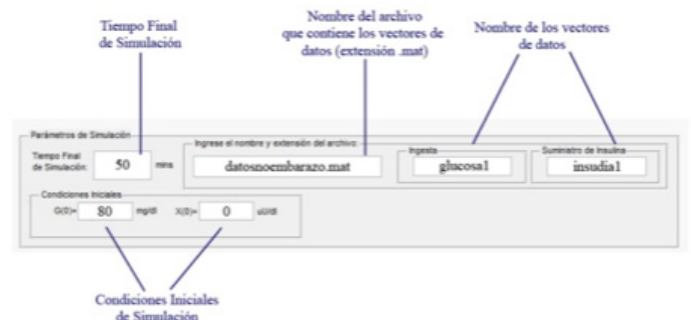 Tiempo Final
de Simulación
Nombre del archivo
que contiene los vectores de
datos (extensión .mat)
Nombre de los vectores
de datos
Parámetros de Simulación
Tiempo Final
de Simulación:
50
mins
Ingrese el nombre y extensión del archivo:
datosnoembarazo.mat
Ingesta
glucosa1
Suministro de Insulina
insudia1
Condiciones Iniciales
G(0)= 80 mg/dl X(0)= 0 uU/dl
Condiciones Iniciales
de Simulación